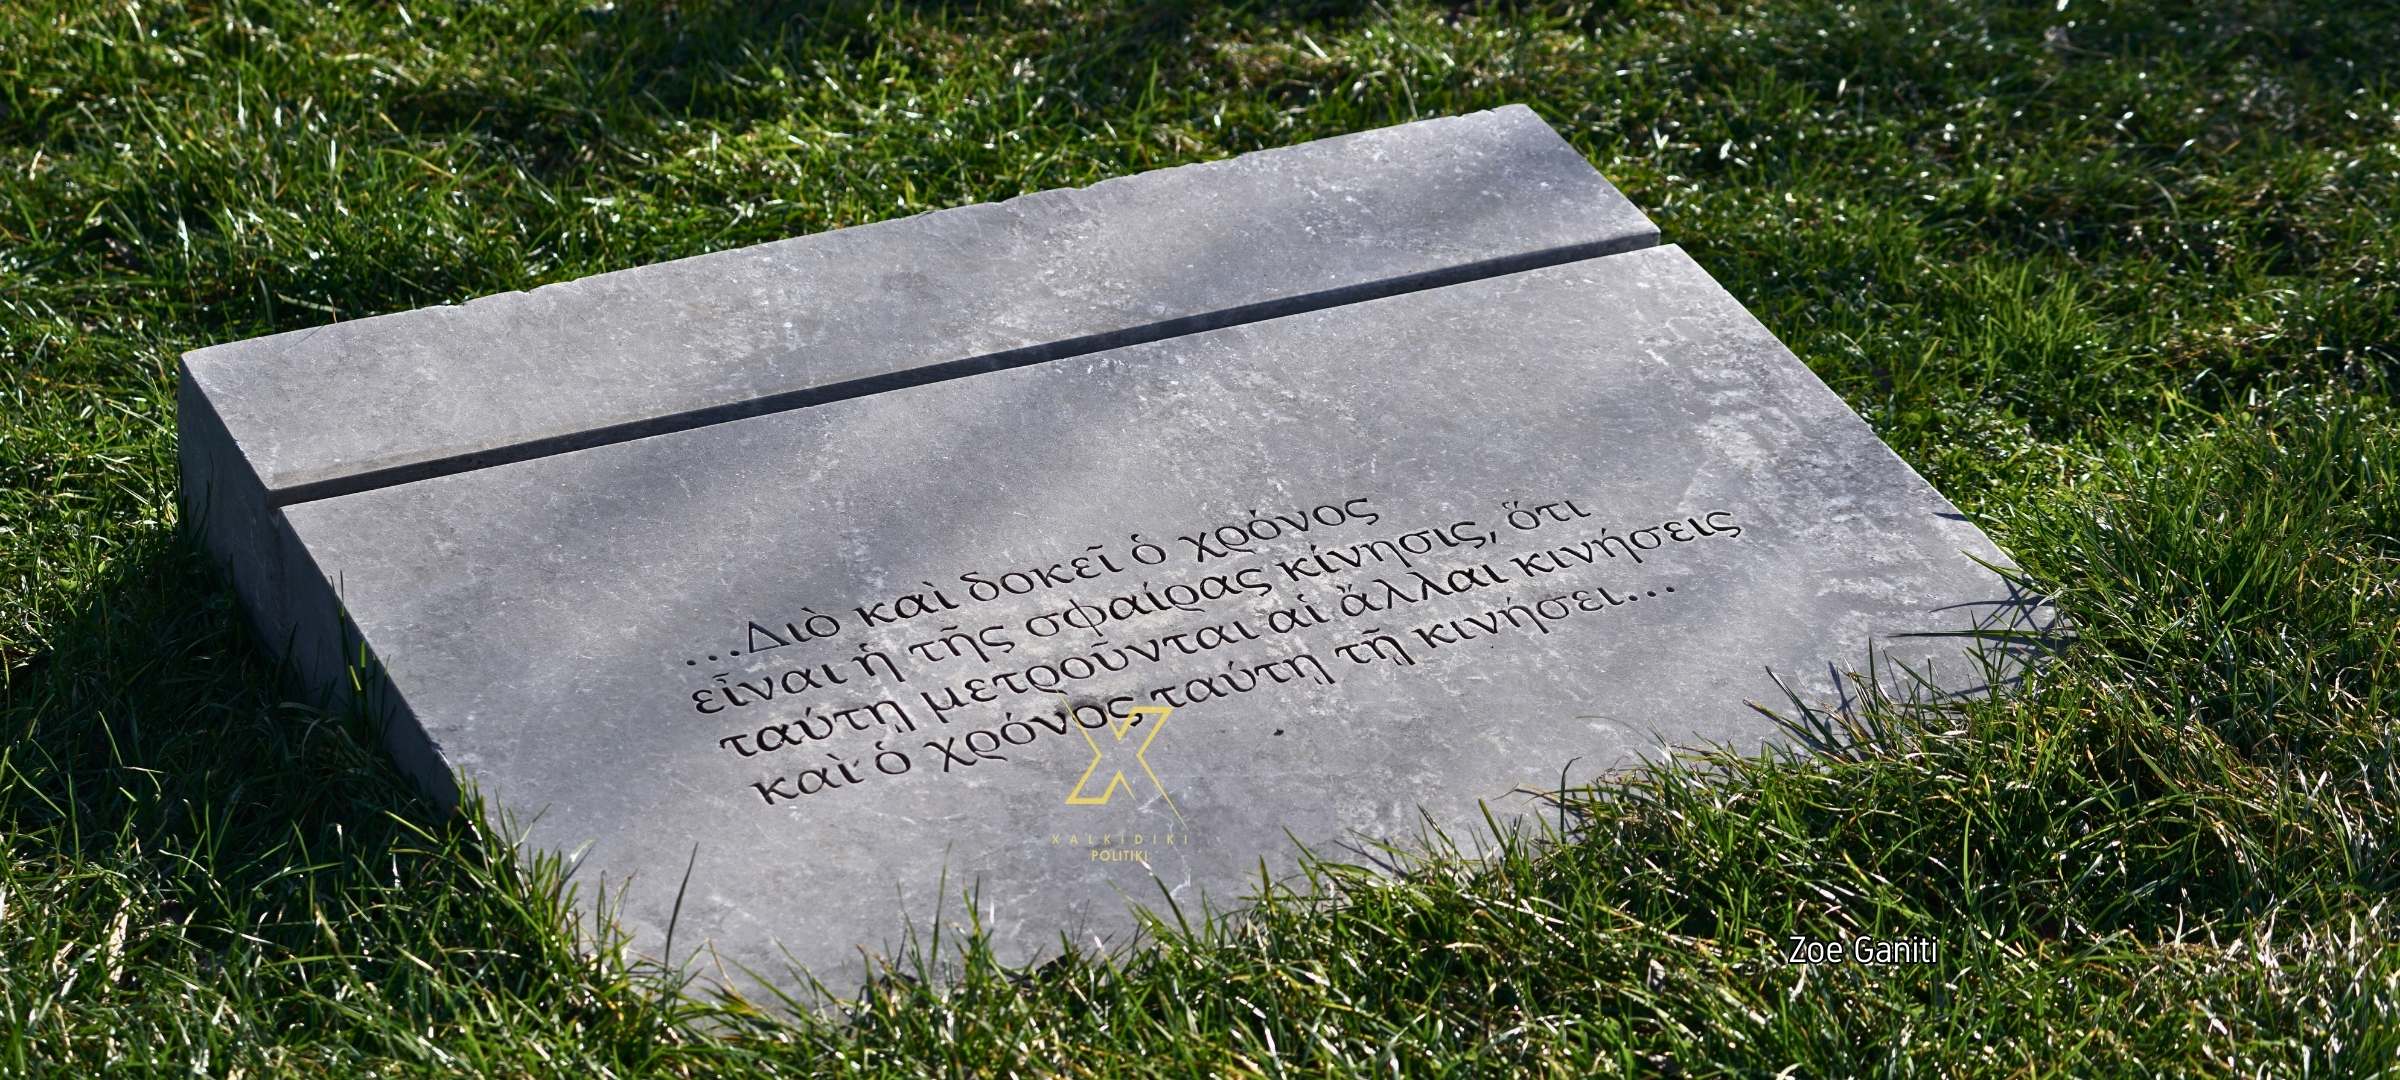 ...Διὸ καὶ δοκεῖ ὁ χρόνος
εἶναι ἡ τῆς σφαίρας κίνησις, ὅτι
ταύτῃ μετροῦνται αἱ ἄλλαι κινήσεις
καὶ ὁ χρόνος ταύτῃ τῇ κινήσει...
X
XALKIDIKI
POLITIKI
Zoe Ganiti